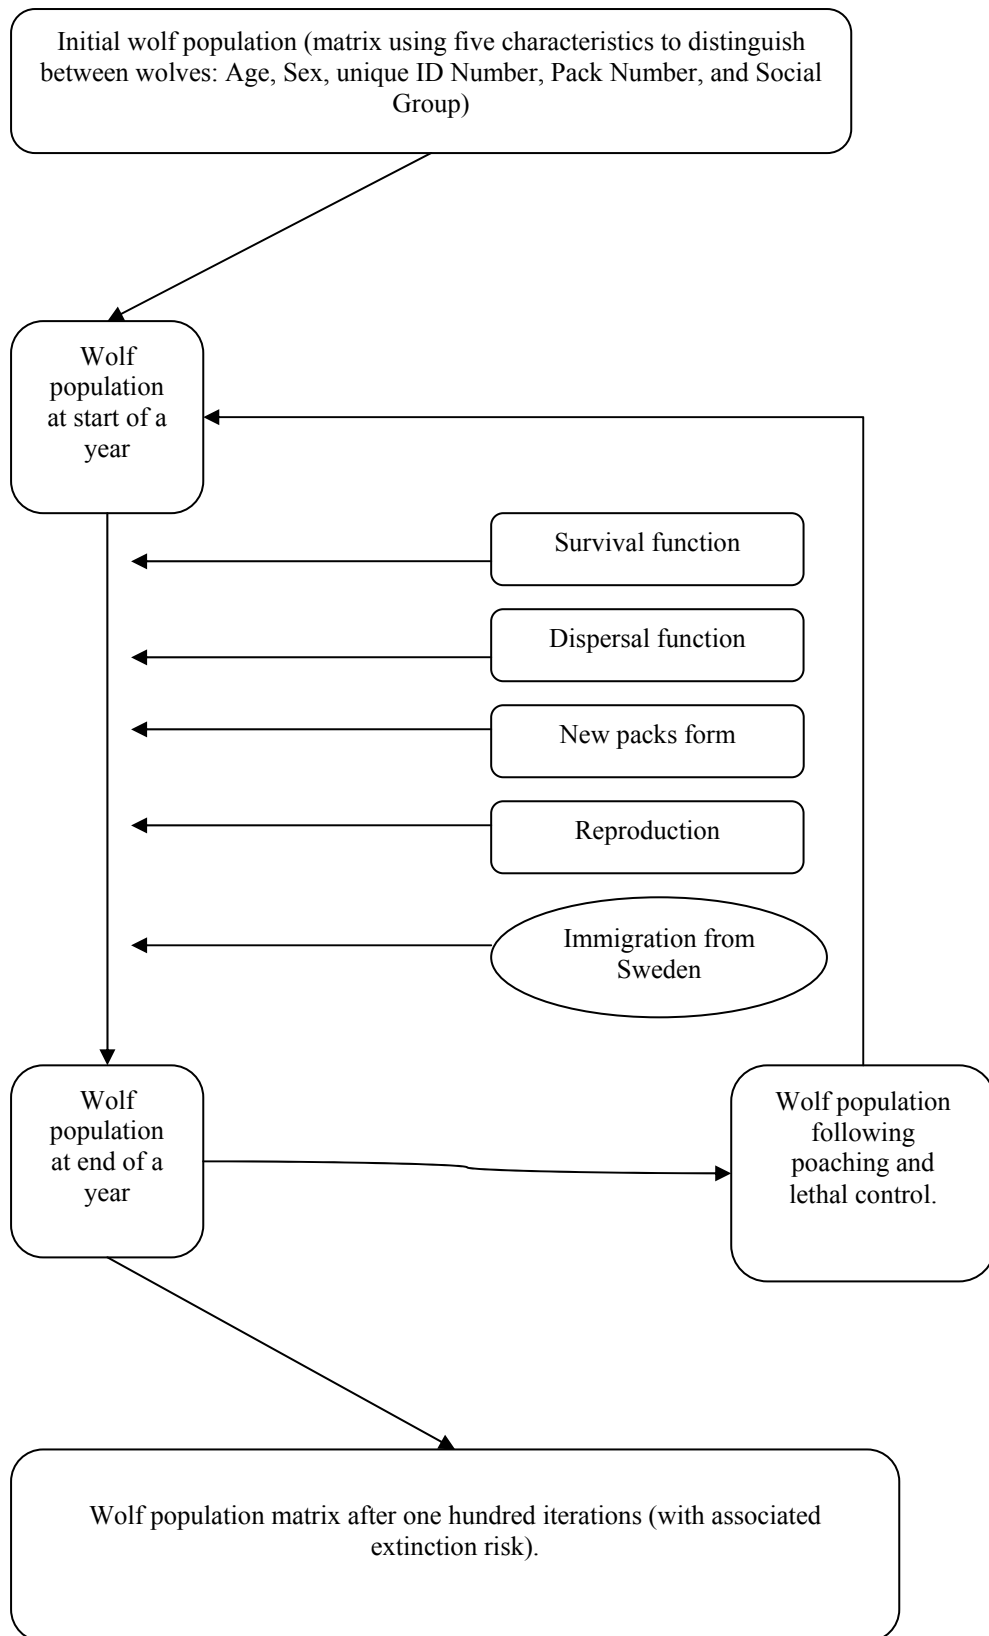 Initial wolf population (matrix using five characteristics to distinguish
between wolves: Age, Sex, unique ID Number, Pack Number, and Social
Group)
Wolf
population
at start of a
year
Survival function
Dispersal function
New packs form
Reproduction
Immigration from
Sweden
Wolf
population
at end of a
year
Wolf population
following
poaching and
lethal control.
Wolf population matrix after one hundred iterations (with associated
extinction risk).